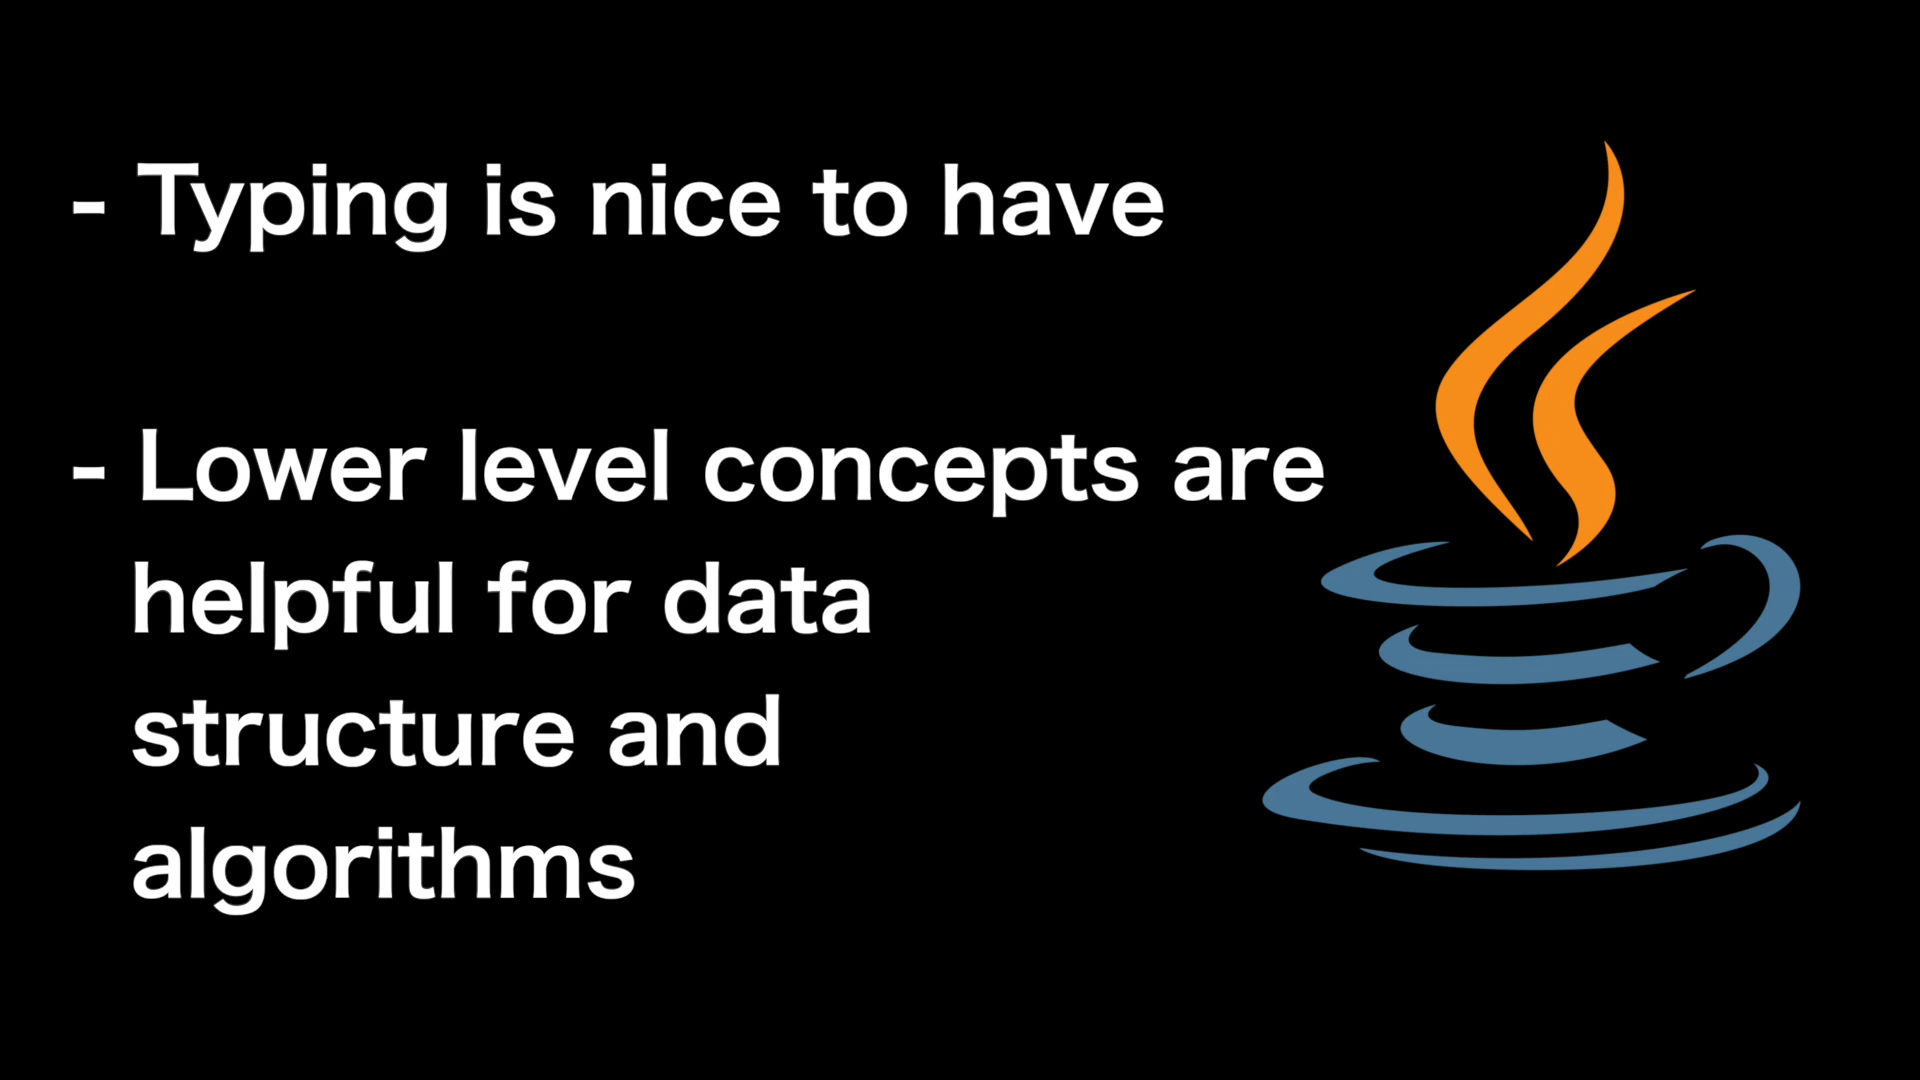 - Typing is nice to have
- Lower level concepts are
helpful for data
structure and
algorithms